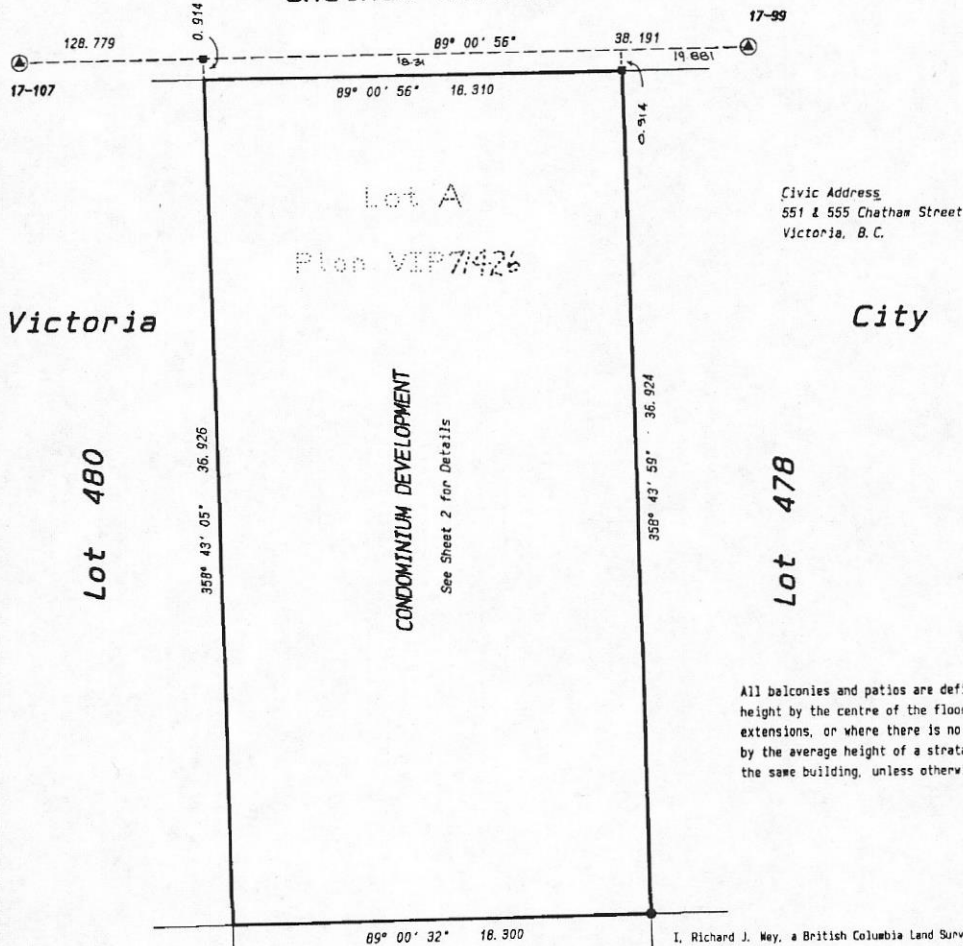 17-99
0.914
128.779
89° 00' 56"
38.191
18.31
19.881
17-107
89° 00' 56" 18.310
0.914
Lot A
Plan VIP71426
Civic Address
551 & 555 Chatham Street
Victoria, B.C.
Victoria
City
CONDOMINIUM DEVELOPMENT
See Sheet 2 for Details
358° 43' 05" 36.926
358° 43' 59" 36.924
Lot 480
Lot 478
All balconies and patios are def
height by the centre of the floo
extensions, or where there is no
by the average height of a strata
the same building, unless otherw
89° 00' 32" 18.300
I, Richard J. Wey, a British Columbia Land Surv